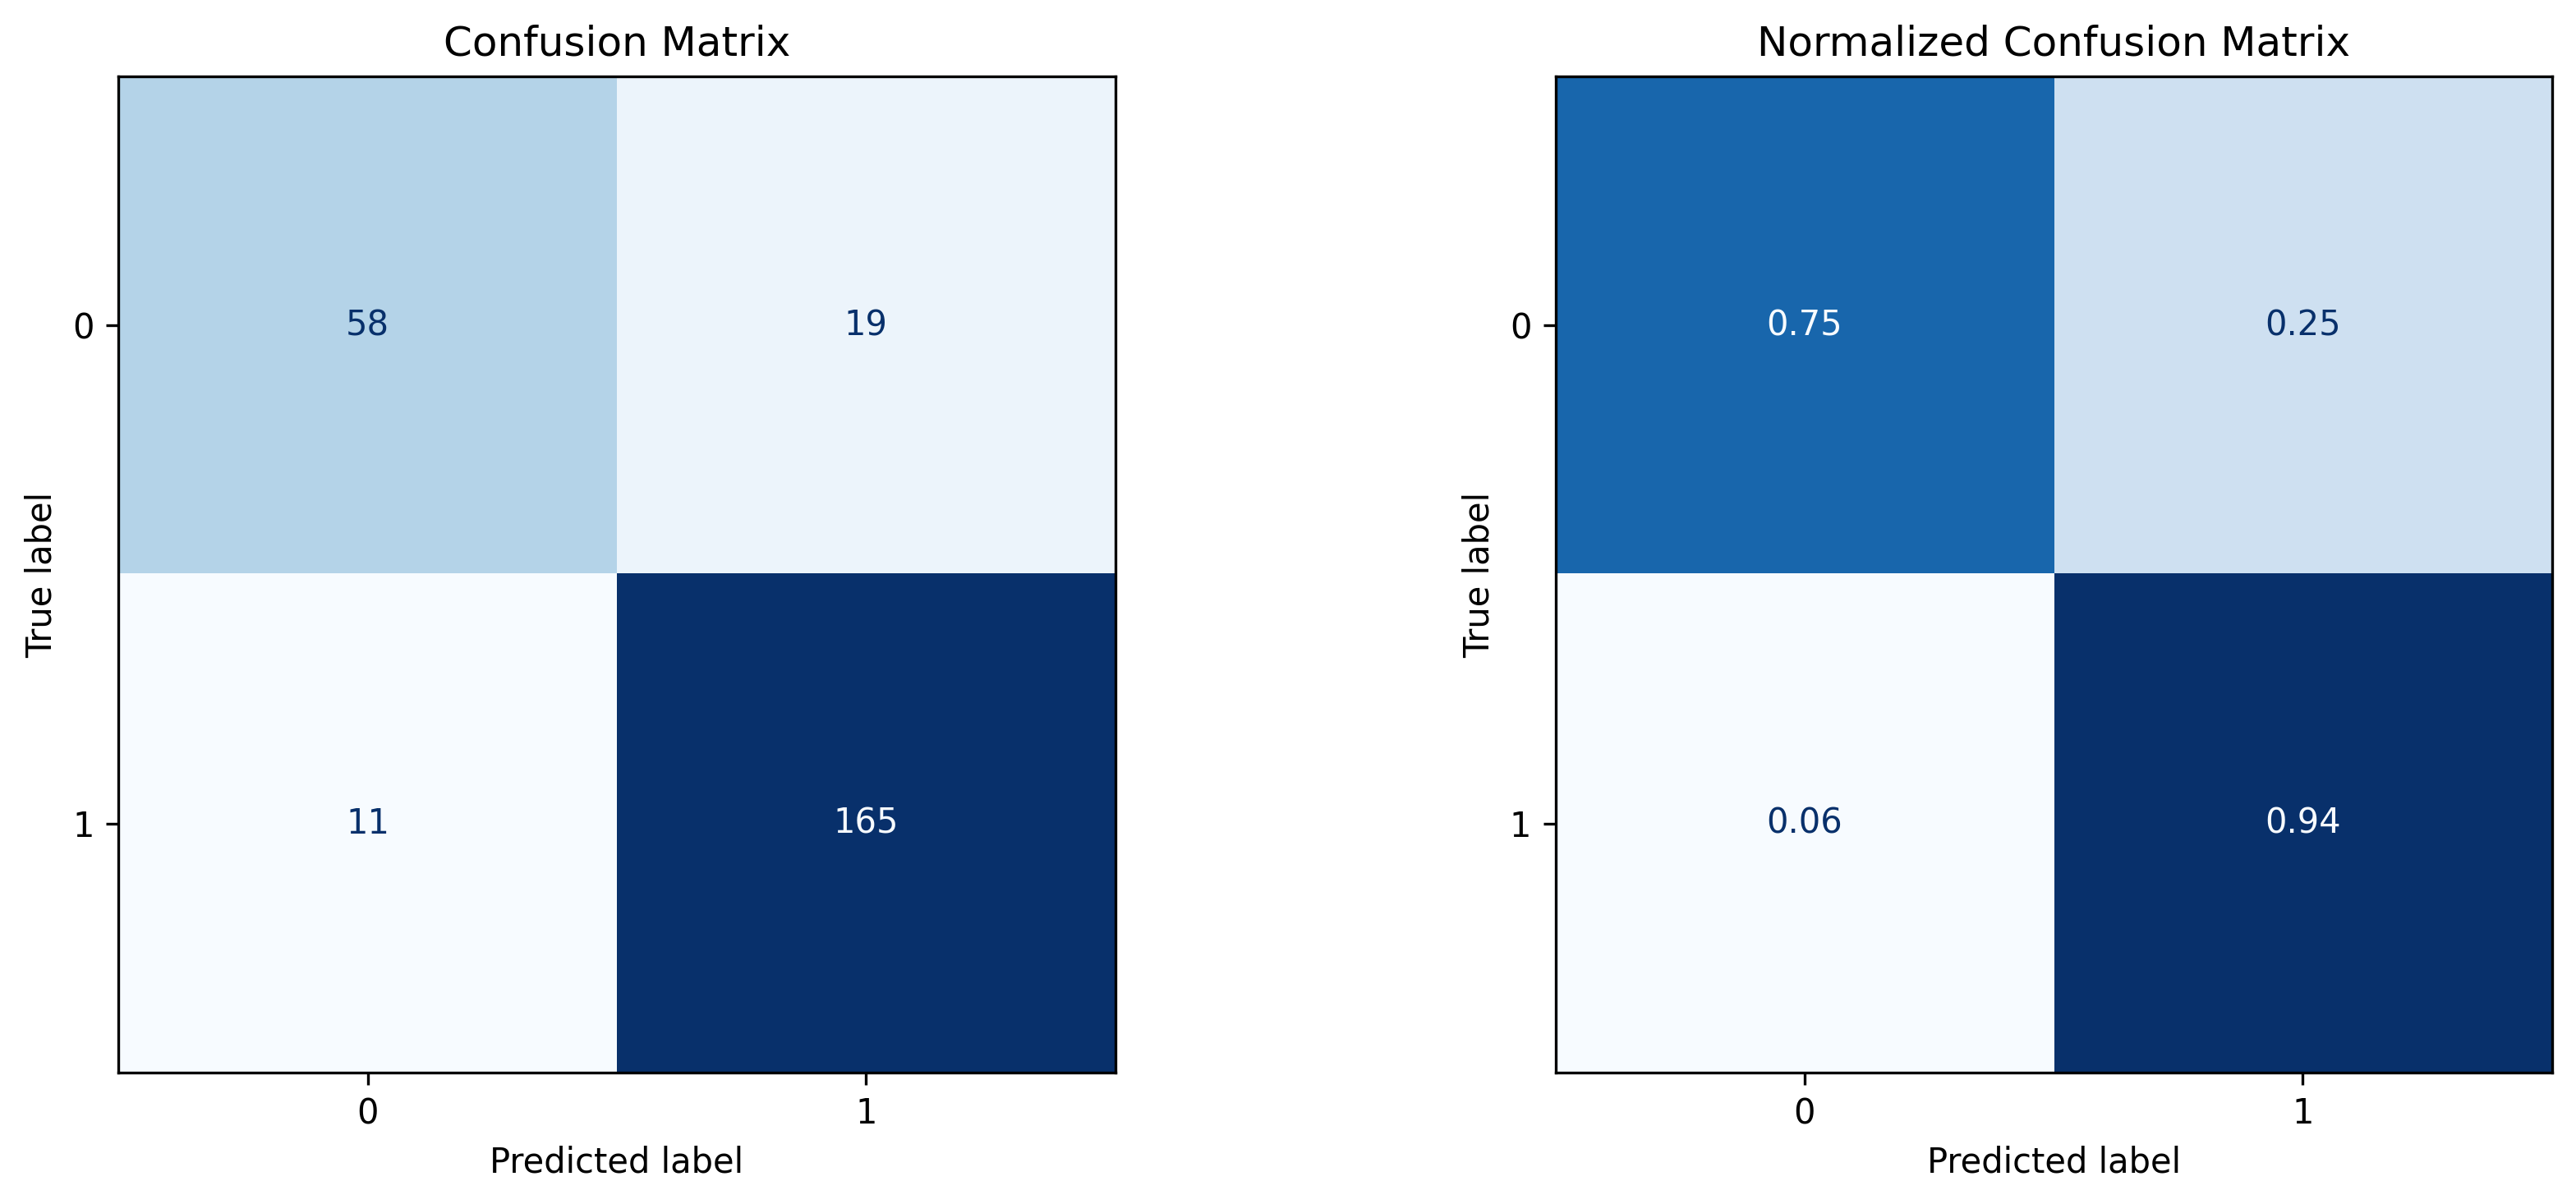 Confusion Matrix
True label
0
58
19
1
11
165
0
1
Predicted label
Normalized Confusion Matrix
True label
0
0.75
0.25
1
0.06
0.94
0
1
Predicted label